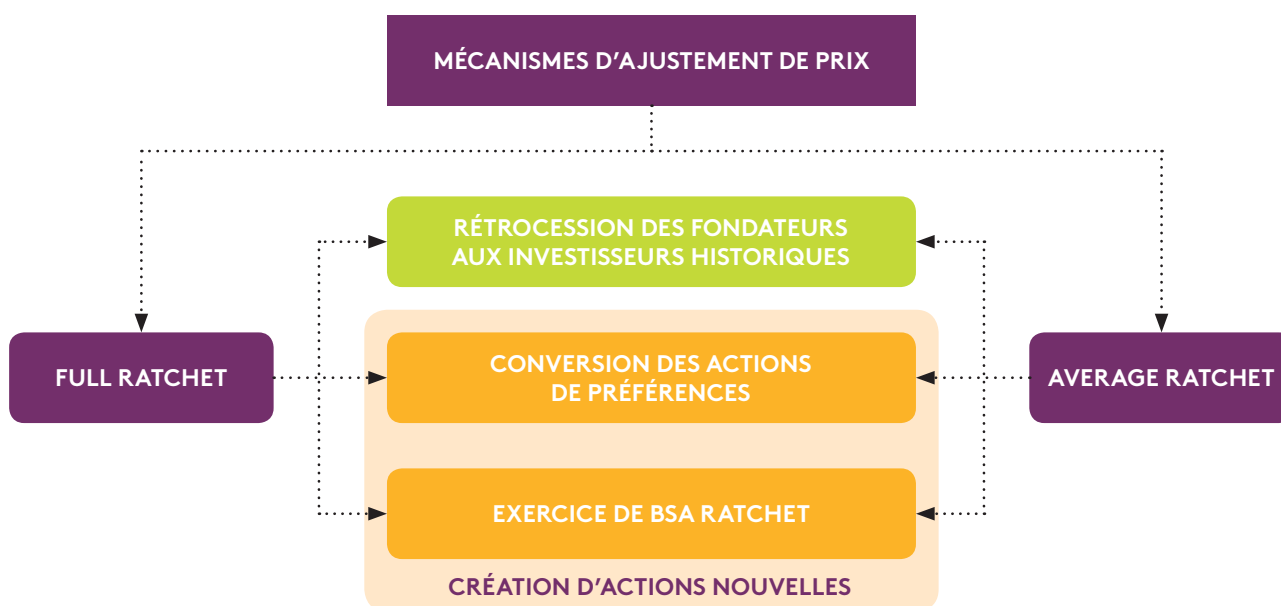 MÉCANISMES D'AJUSTEMENT DE PRIX
RÉTROCESSION DES FONDATEURS
AUX INVESTISSEURS HISTORIQUES
FULL RATCHET
CONVERSION DES ACTIONS
DE PRÉFÉRENCES
AVERAGE RATCHET
EXERCICE DE BSA RATCHET
CRÉATION D'ACTIONS NOUVELLES